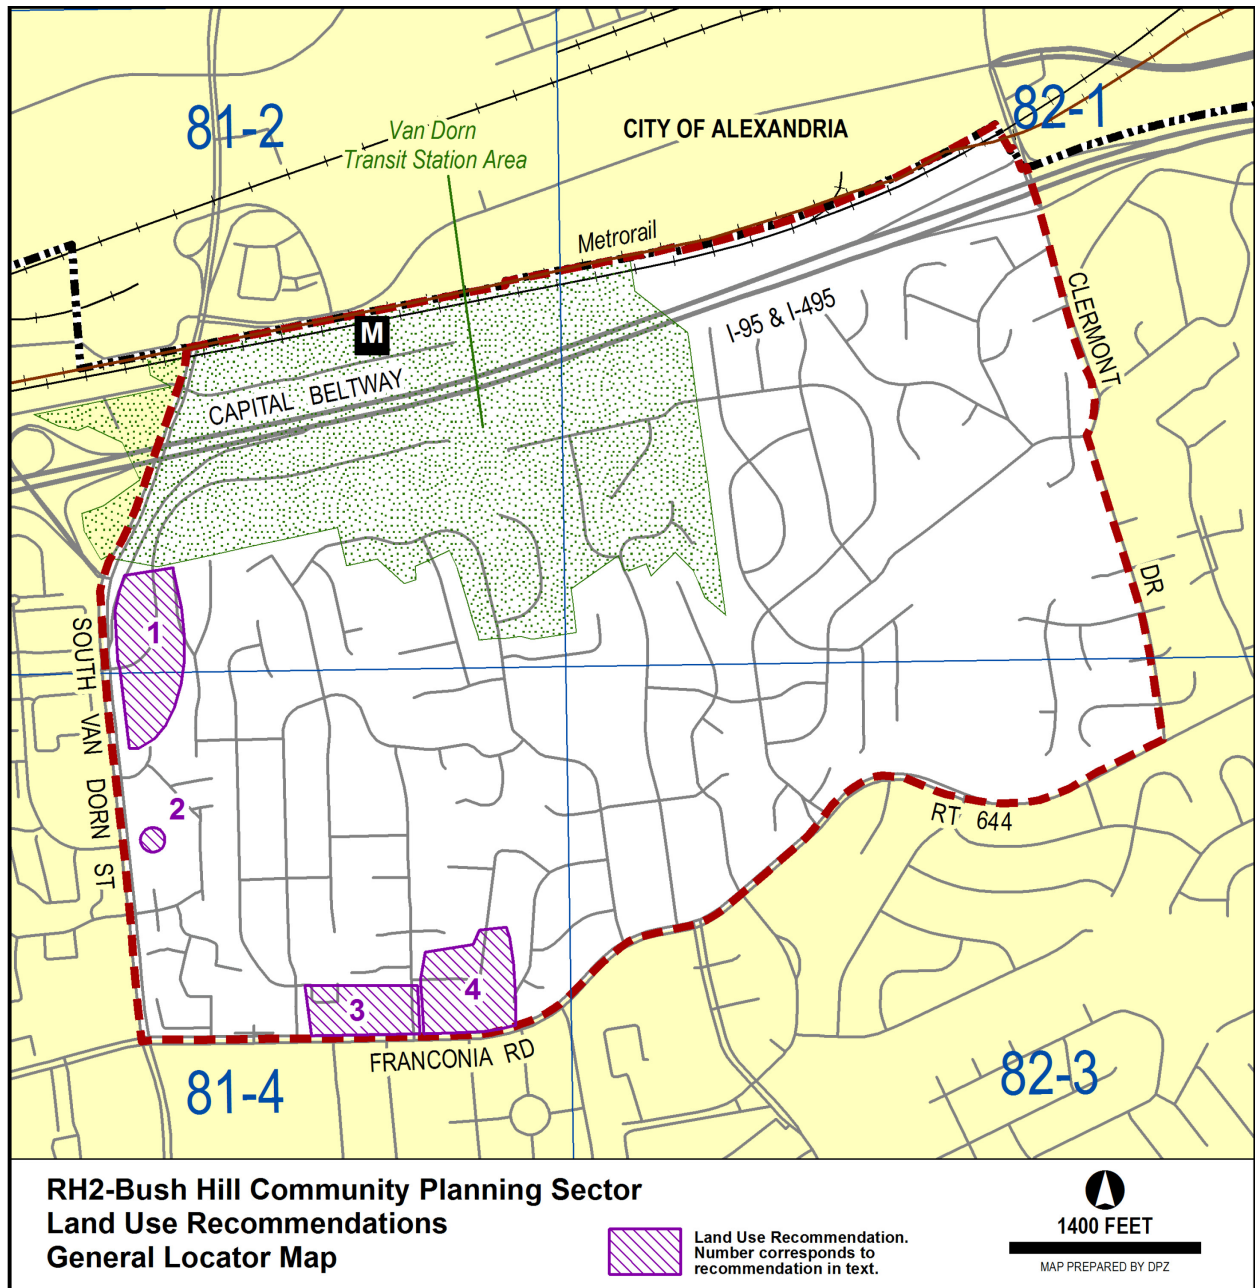 81-2
82-1
CITY OF ALEXANDRIA
Van Dorn
Transit Station Area
Metrorail
M
I-95 & I-495
CLERMONT
CAPITAL BELTWAY
DR
1
SOUTH VAN DORN ST
2
RT 644
4
3
FRANCONIA RD
81-4
82-3
RH2-Bush Hill Community Planning Sector
Land Use Recommendations
General Locator Map
Land Use Recommendation.
Number corresponds to
recommendation in text.
1400 FEET
MAP PREPARED BY DPZ